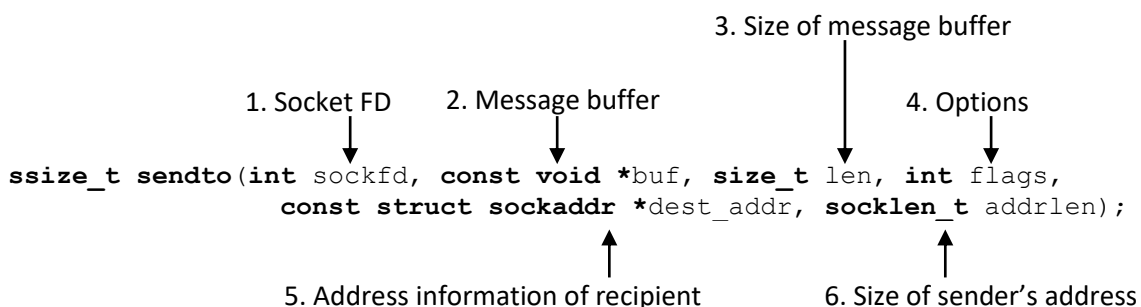 3. Size of message buffer
1. Socket FD 2. Message buffer 4. Options
ssize_t sendto(int sockfd, const void *buf, size_t len, int flags,
const struct sockaddr *dest_addr, socklen_t addrlen);
5. Address information of recipient 6. Size of sender’s address